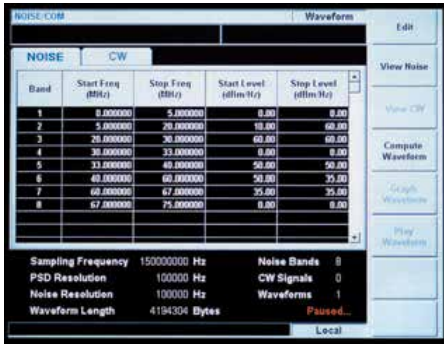 NOISE/COM Waveform
NOISE CW
Band Start Freq (MHz) Stop Freq (MHz) Start Level (dBm/Hz) Stop Level (dBm/Hz)
1 0.000000 5.000000 0.00 0.00
2 5.000000 20.000000 10.00 60.00
3 20.000000 30.000000 60.00 60.00
4 30.000000 33.000000 0.00 0.00
5 33.000000 40.000000 50.00 50.00
6 40.000000 60.000000 50.00 35.00
7 60.000000 67.000000 35.00 35.00
8 67.000000 75.000000 0.00 0.00
Sampling Frequency 150000000 Hz Noise Bands 8
PSD Resolution 100000 Hz CW Signals 0
Noise Resolution 100000 Hz Waveforms 1
Waveform Length 4194304 Bytes Paused...
Local
Edit
View Noise
View CW
Compute Waveform
Graph Waveform
Play Waveform